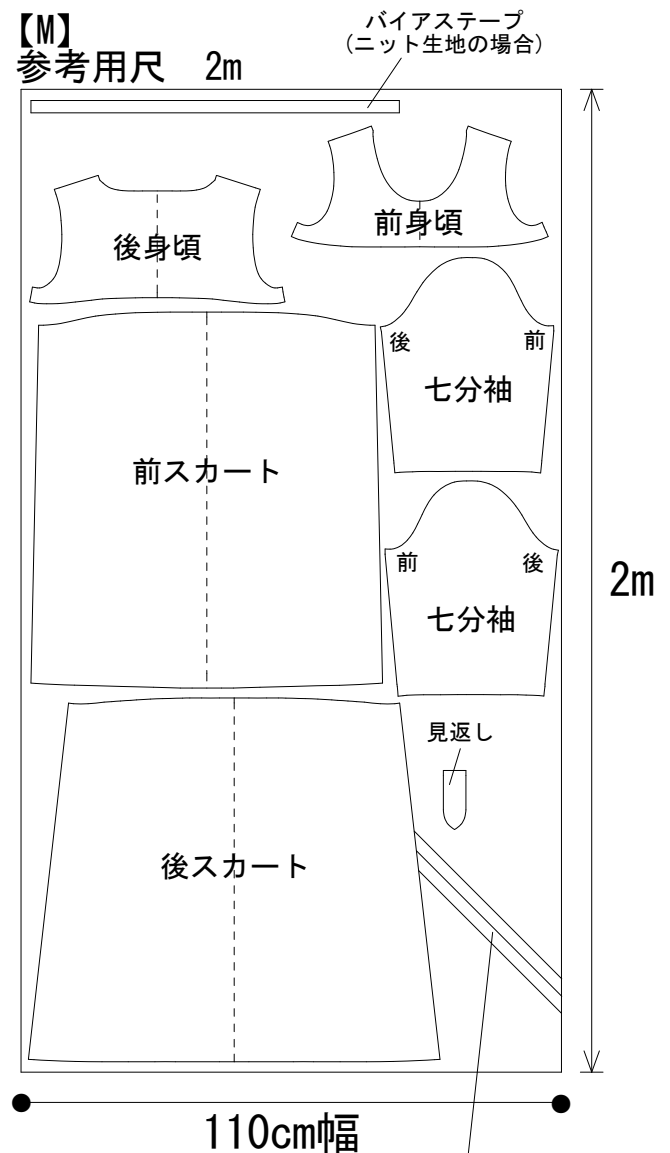 【M】
参考用尺 2m
バイアステープ
(ニット生地の場合)
後身頃
前身頃
後
前
七分袖
前スカート
前
後
七分袖
2m
見返し
後スカート
110cm幅